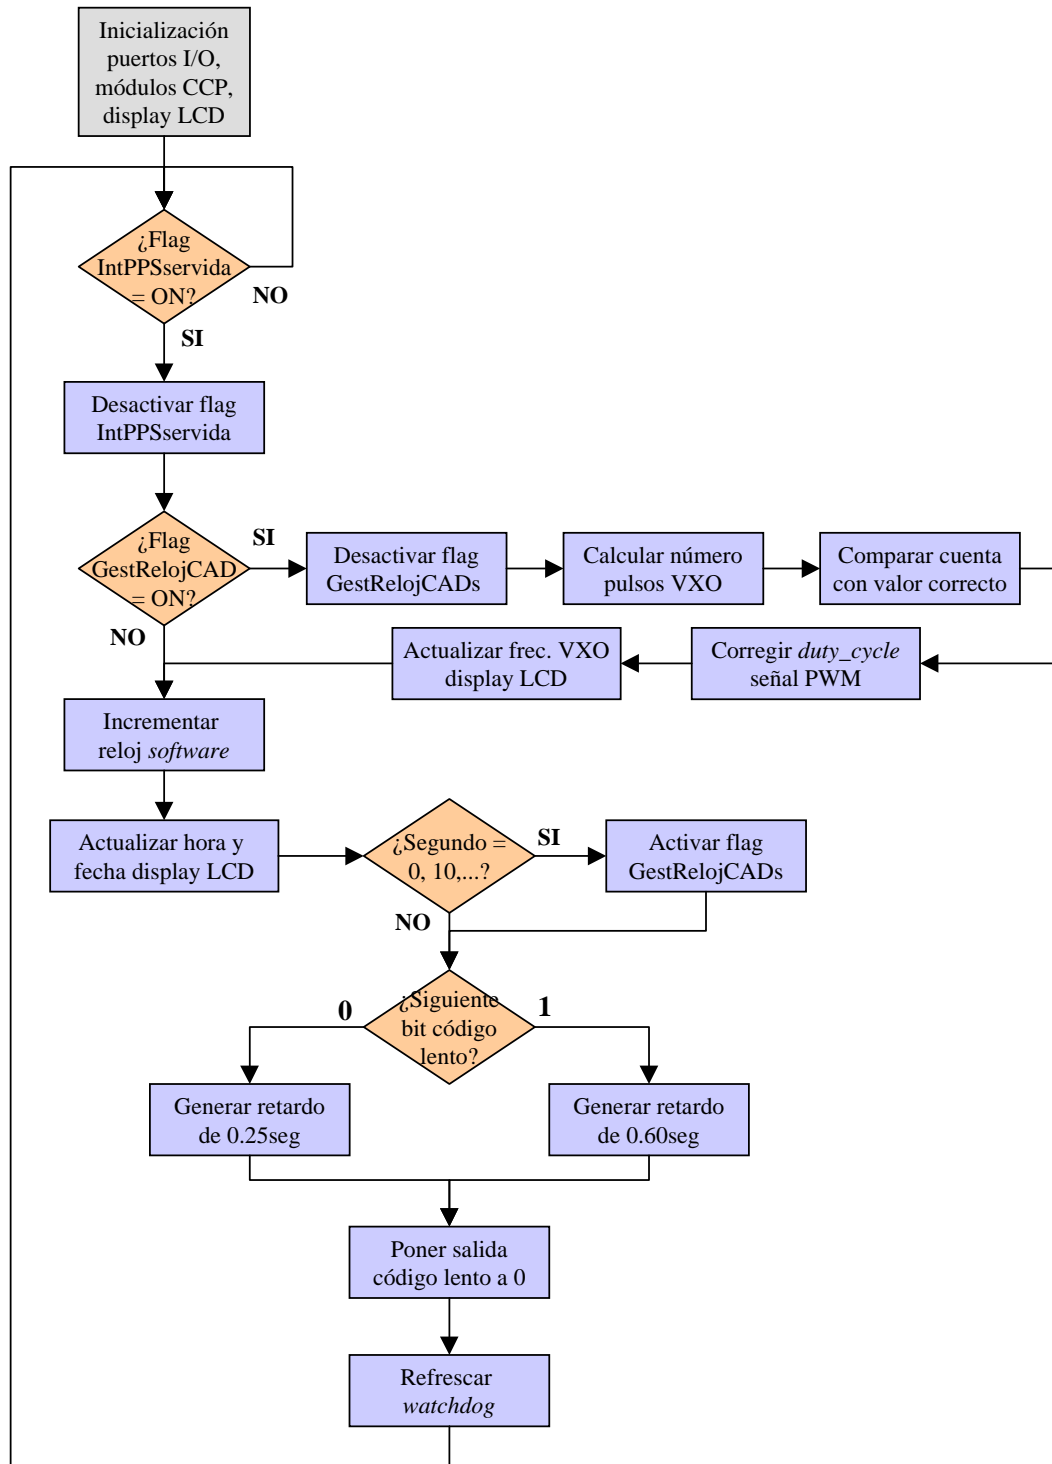 Inicialización
puertos I/O,
módulos CCP,
display LCD
¿Flag
IntPPSservida
= ON?
NO
SI
Desactivar flag
IntPPSservida
¿Flag
GestRelojCAD
= ON?
SI
NO
Desactivar flag
GestRelojCADs
Calcular número
pulsos VXO
Comparar cuenta
con valor correcto
Corregir duty_cycle
señal PWM
Actualizar frec. VXO
display LCD
Incrementar
reloj software
Actualizar hora y
fecha display LCD
¿Segundo =
0, 10,...?
SI
NO
Activar flag
GestRelojCADs
¿Siguiente
bit código
lento?
0
1
Generar retardo
de 0.25seg
Generar retardo
de 0.60seg
Poner salida
código lento a 0
Refrescar
watchdog